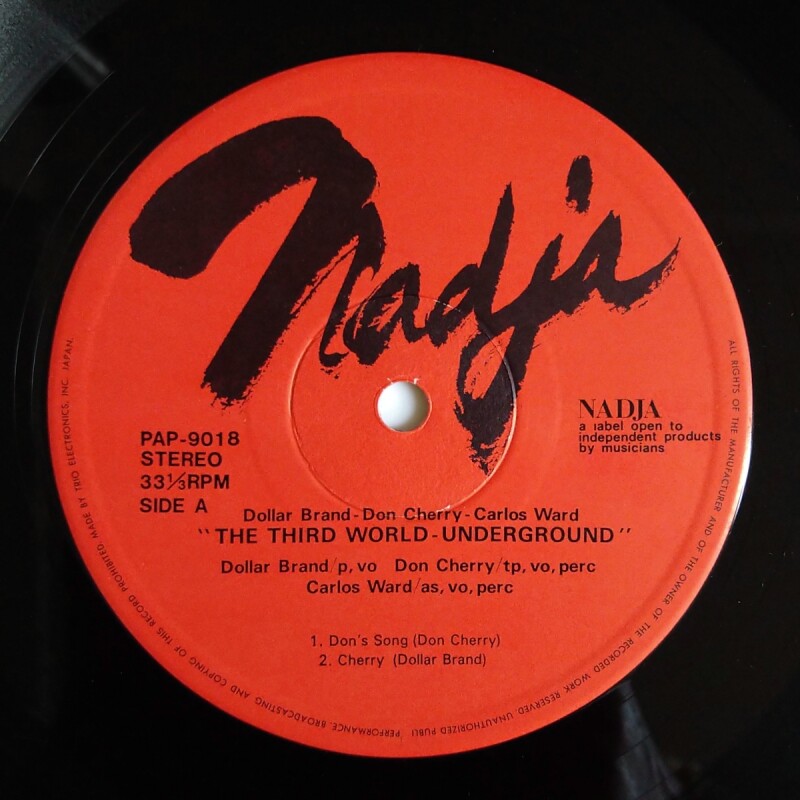 Nadja
NADJA
a label open to
independent products
by musicians
PAP-9018
STEREO
33⅓RPM
SIDE A
Dollar Brand-Don Cherry-Carlos Ward
"THE THIRD WORLD-UNDERGROUND"
Dollar Brand/p, vo Don Cherry/tp, vo, perc
Carlos Ward/as, vo, perc
1. Don's Song (Don Cherry)
2. Cherry (Dollar Brand)
ALL RIGHTS OF THE MANUFACTURER AND OF THE OWNER OF THE RECORDED WORK RESERVED. UNAUTHORIZED PUBLI PERFORMANCE, BROADCASTING AND COPYING OF THIS RECORD PROHIBITED. MADE BY TRIO ELECTRONICS, INC. JAPAN.